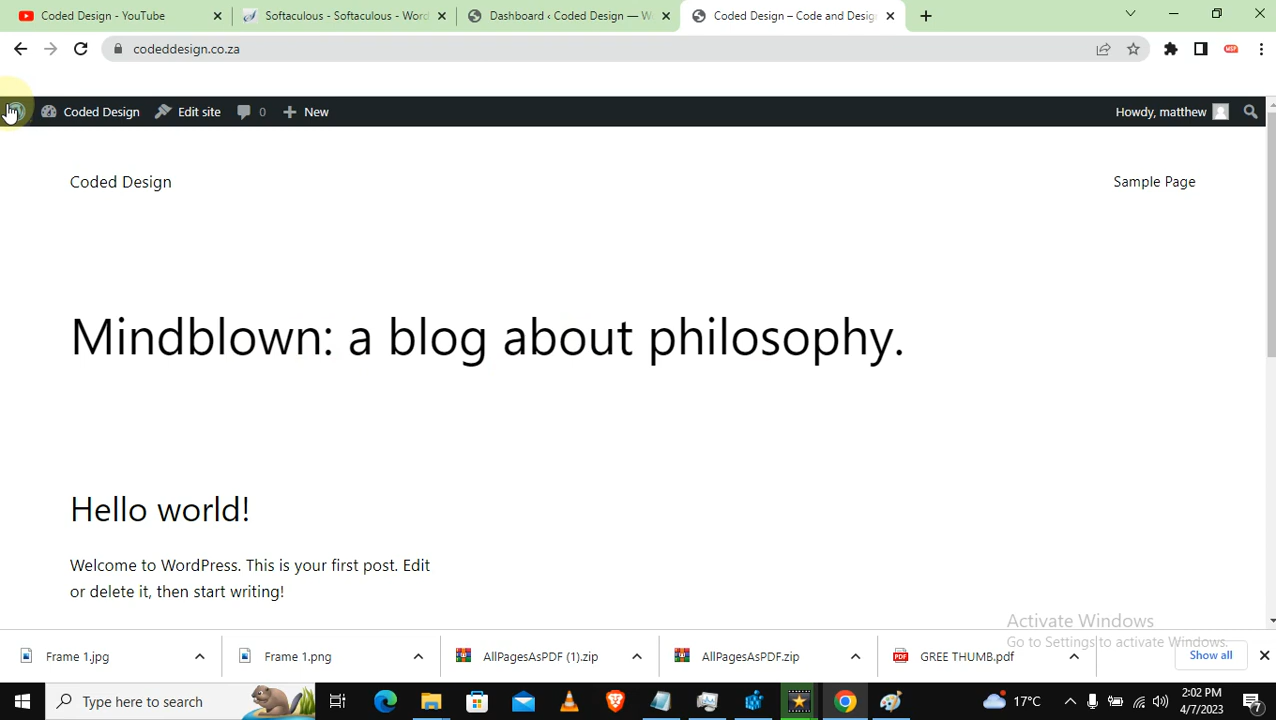 Coded Design - YouTube
Softaculous - Softaculous - Word
Dashboard ‹ Coded Design — W
Coded Design – Code and Design
codeddesign.co.za
WSP
Coded Design
Edit site
0
New
Howdy, matthew
Coded Design
Sample Page
Mindblown: a blog about philosophy.
Hello world!
Welcome to WordPress. This is your first post. Edit
or delete it, then start writing!
Activate Windows
Go to Settings to activate Windows.
Frame 1.jpg
Frame 1.png
AllPagesAsPDF (1).zip
AllPagesAsPDF.zip
PDF
GREE THUMB.pdf
Show all
Type here to search
17°C
2:02 PM
4/7/2023
7